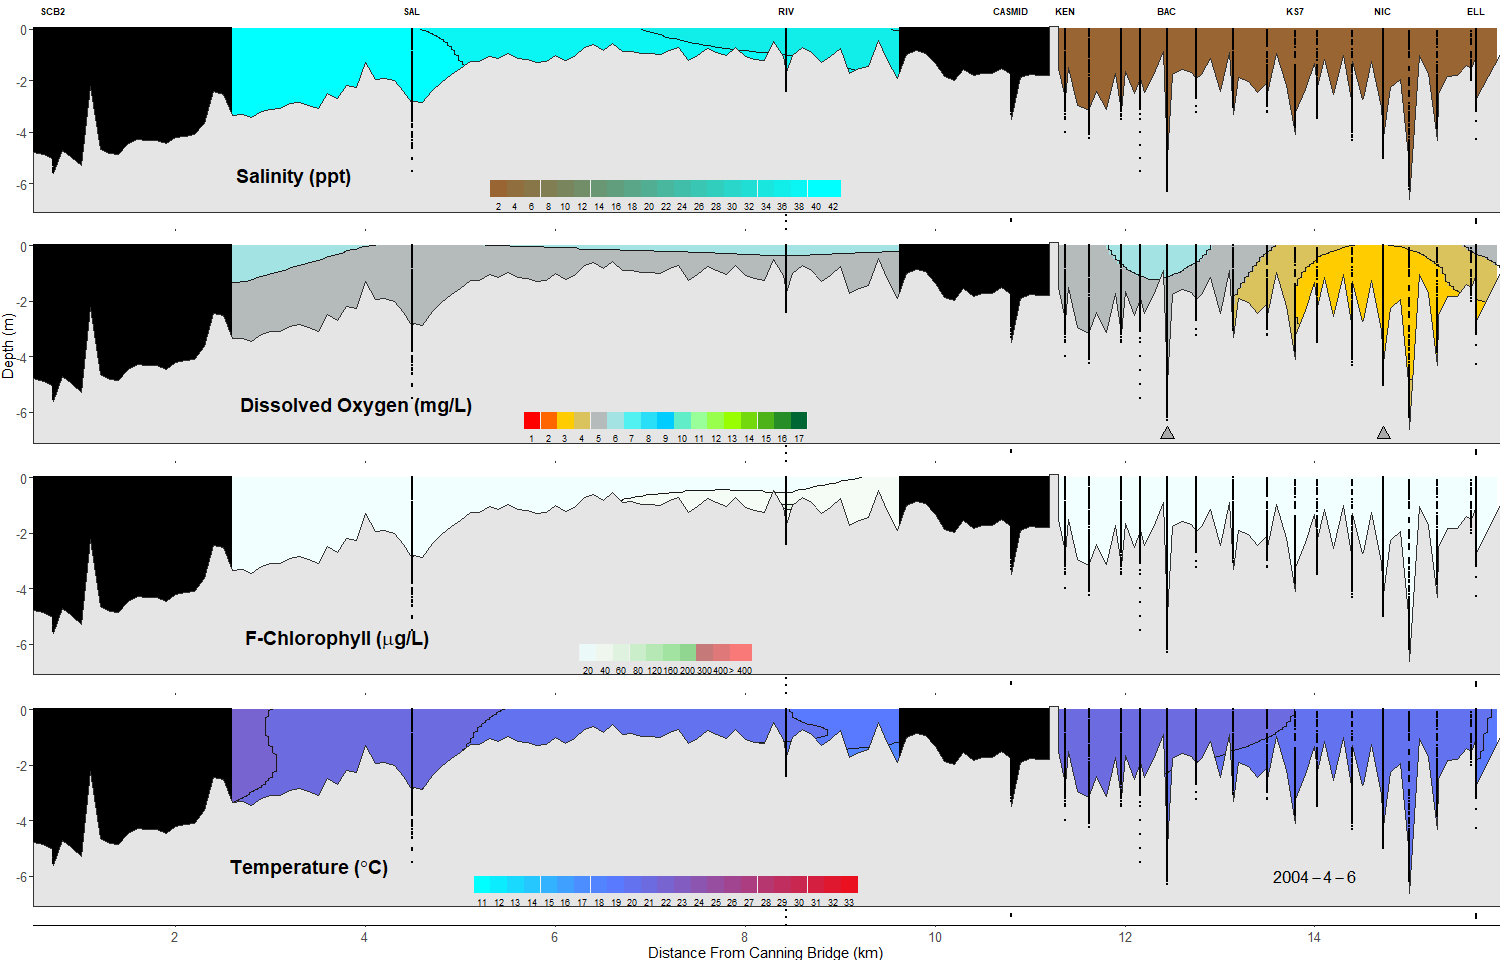 SCB2 SAL RIV CASMID KEN BAC KS7 NIC ELL
0
-2
-4
-6
Salinity (ppt)
2 4 6 8 10 12 14 16 18 20 22 24 26 28 30 32 34 36 38 40 42
0
-2
-4
-6
Depth (m)
Dissolved Oxygen (mg/L)
1 2 3 4 5 6 7 8 9 10 11 12 13 14 15 16 17
0
-2
-4
-6
F-Chlorophyll (µg/L)
20 40 60 80 120 160 200 300 400 > 400
0
-2
-4
-6
Temperature (°C)
2004-4-6
11 12 13 14 15 16 17 18 19 20 21 22 23 24 25 26 27 28 29 30 31 32 33
2 4 6 8 10 12 14
Distance From Canning Bridge (km)